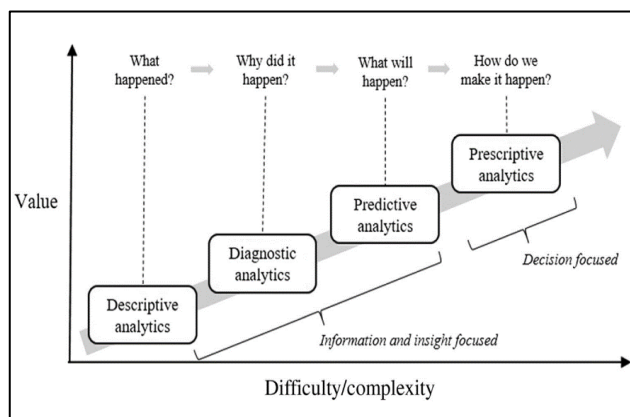 What
happened?
Why did it
happen?
What will
happen?
How do we
make it happen?
Value
Prescriptive
analytics
Predictive
analytics
Diagnostic
analytics
Descriptive
analytics
Decision focused
Information and insight focused
Difficulty/complexity